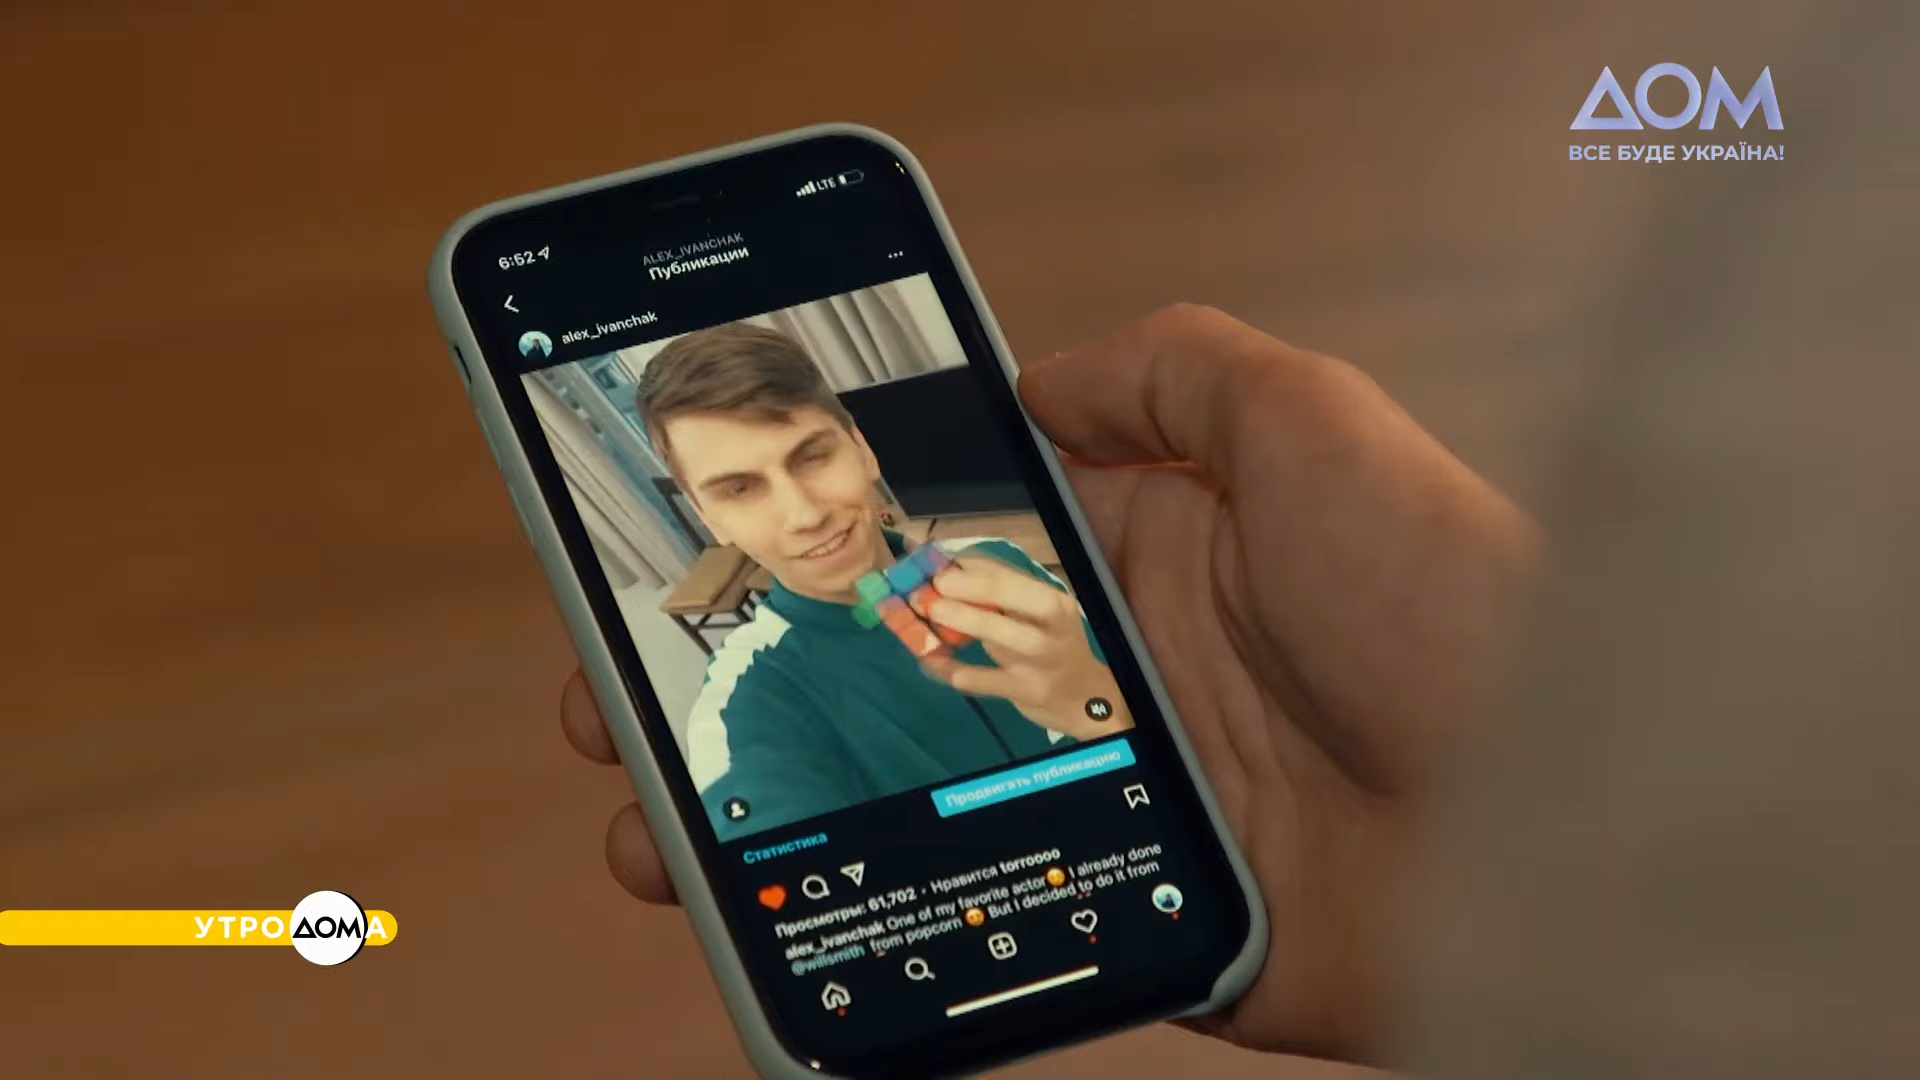 ДОМ
ВСЕ БУДЕ УКРАЇНА!
LTE
6:52
ALEX_IVANCHAK
Публикации
alex_ivanchak
Продвигать публикацию
Статистика
Просмотры: 61,702 · Нравится torroooo
alex_ivanchak One of my favorite actor😍 I already done
@willsmith from popcorn 😍 But I decided to do it from
УТРО ДОМА